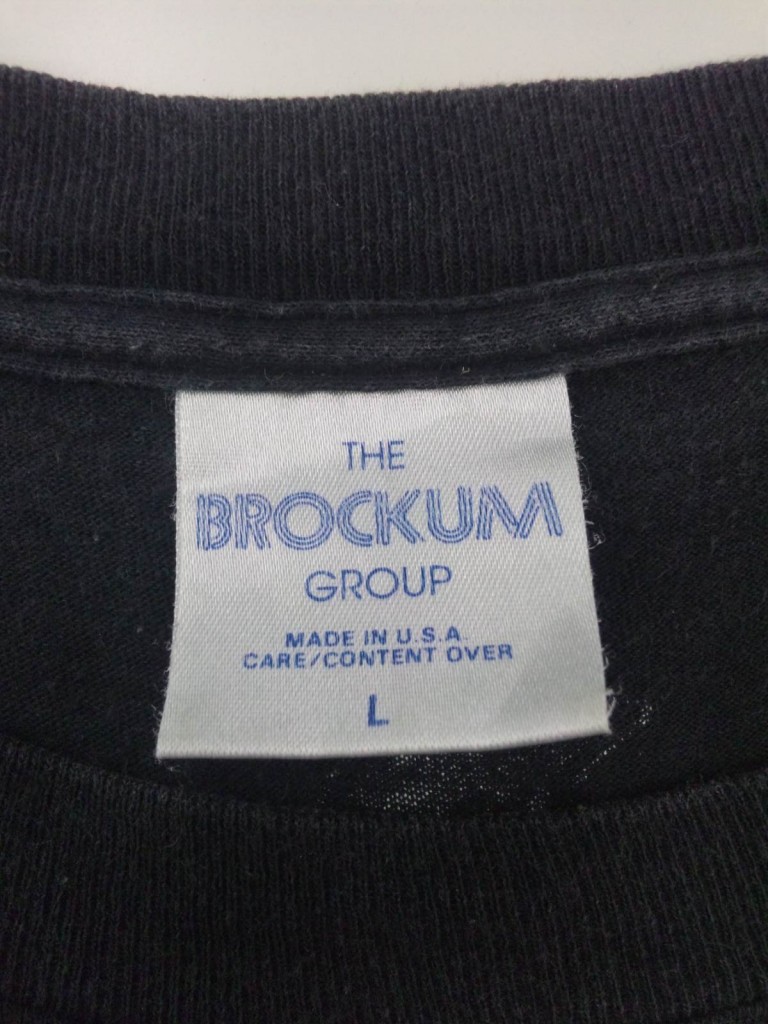 THE
BROCKUM
GROUP
MADE IN U.S.A.
CARE/CONTENT OVER
L